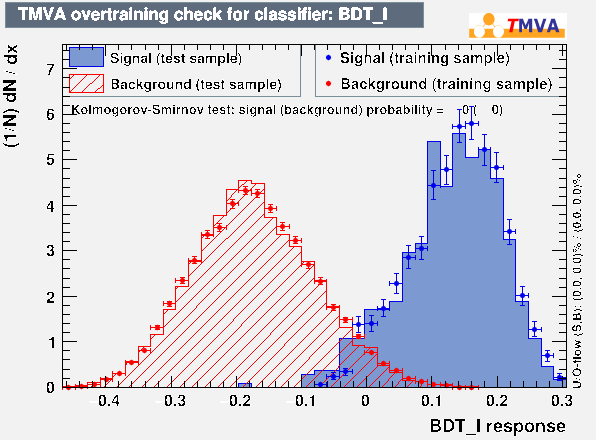 TMVA overtraining check for classifier: BDT_I
TMVA
Signal (test sample)
Background (test sample)
Signal (training sample)
Background (training sample)
Kolmogorov-Smirnov test: signal (background) probability = 0 ( 0)
(1/N) dN / dx
7
6
5
4
3
2
1
0
-0.4
-0.3
-0.2
-0.1
0
0.1
0.2
0.3
BDT_I response
U/O-flow (S,B): (0.0, 0.0)% / (0.0, 0.0)%